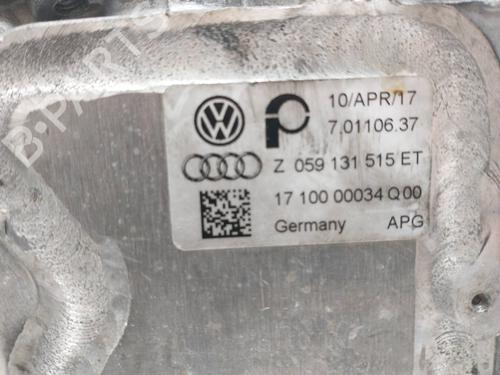 B-PARTS
10/APR/17
7,01106.37
Z 059 131 515 ET
17 100 00034 Q 00
Germany APG